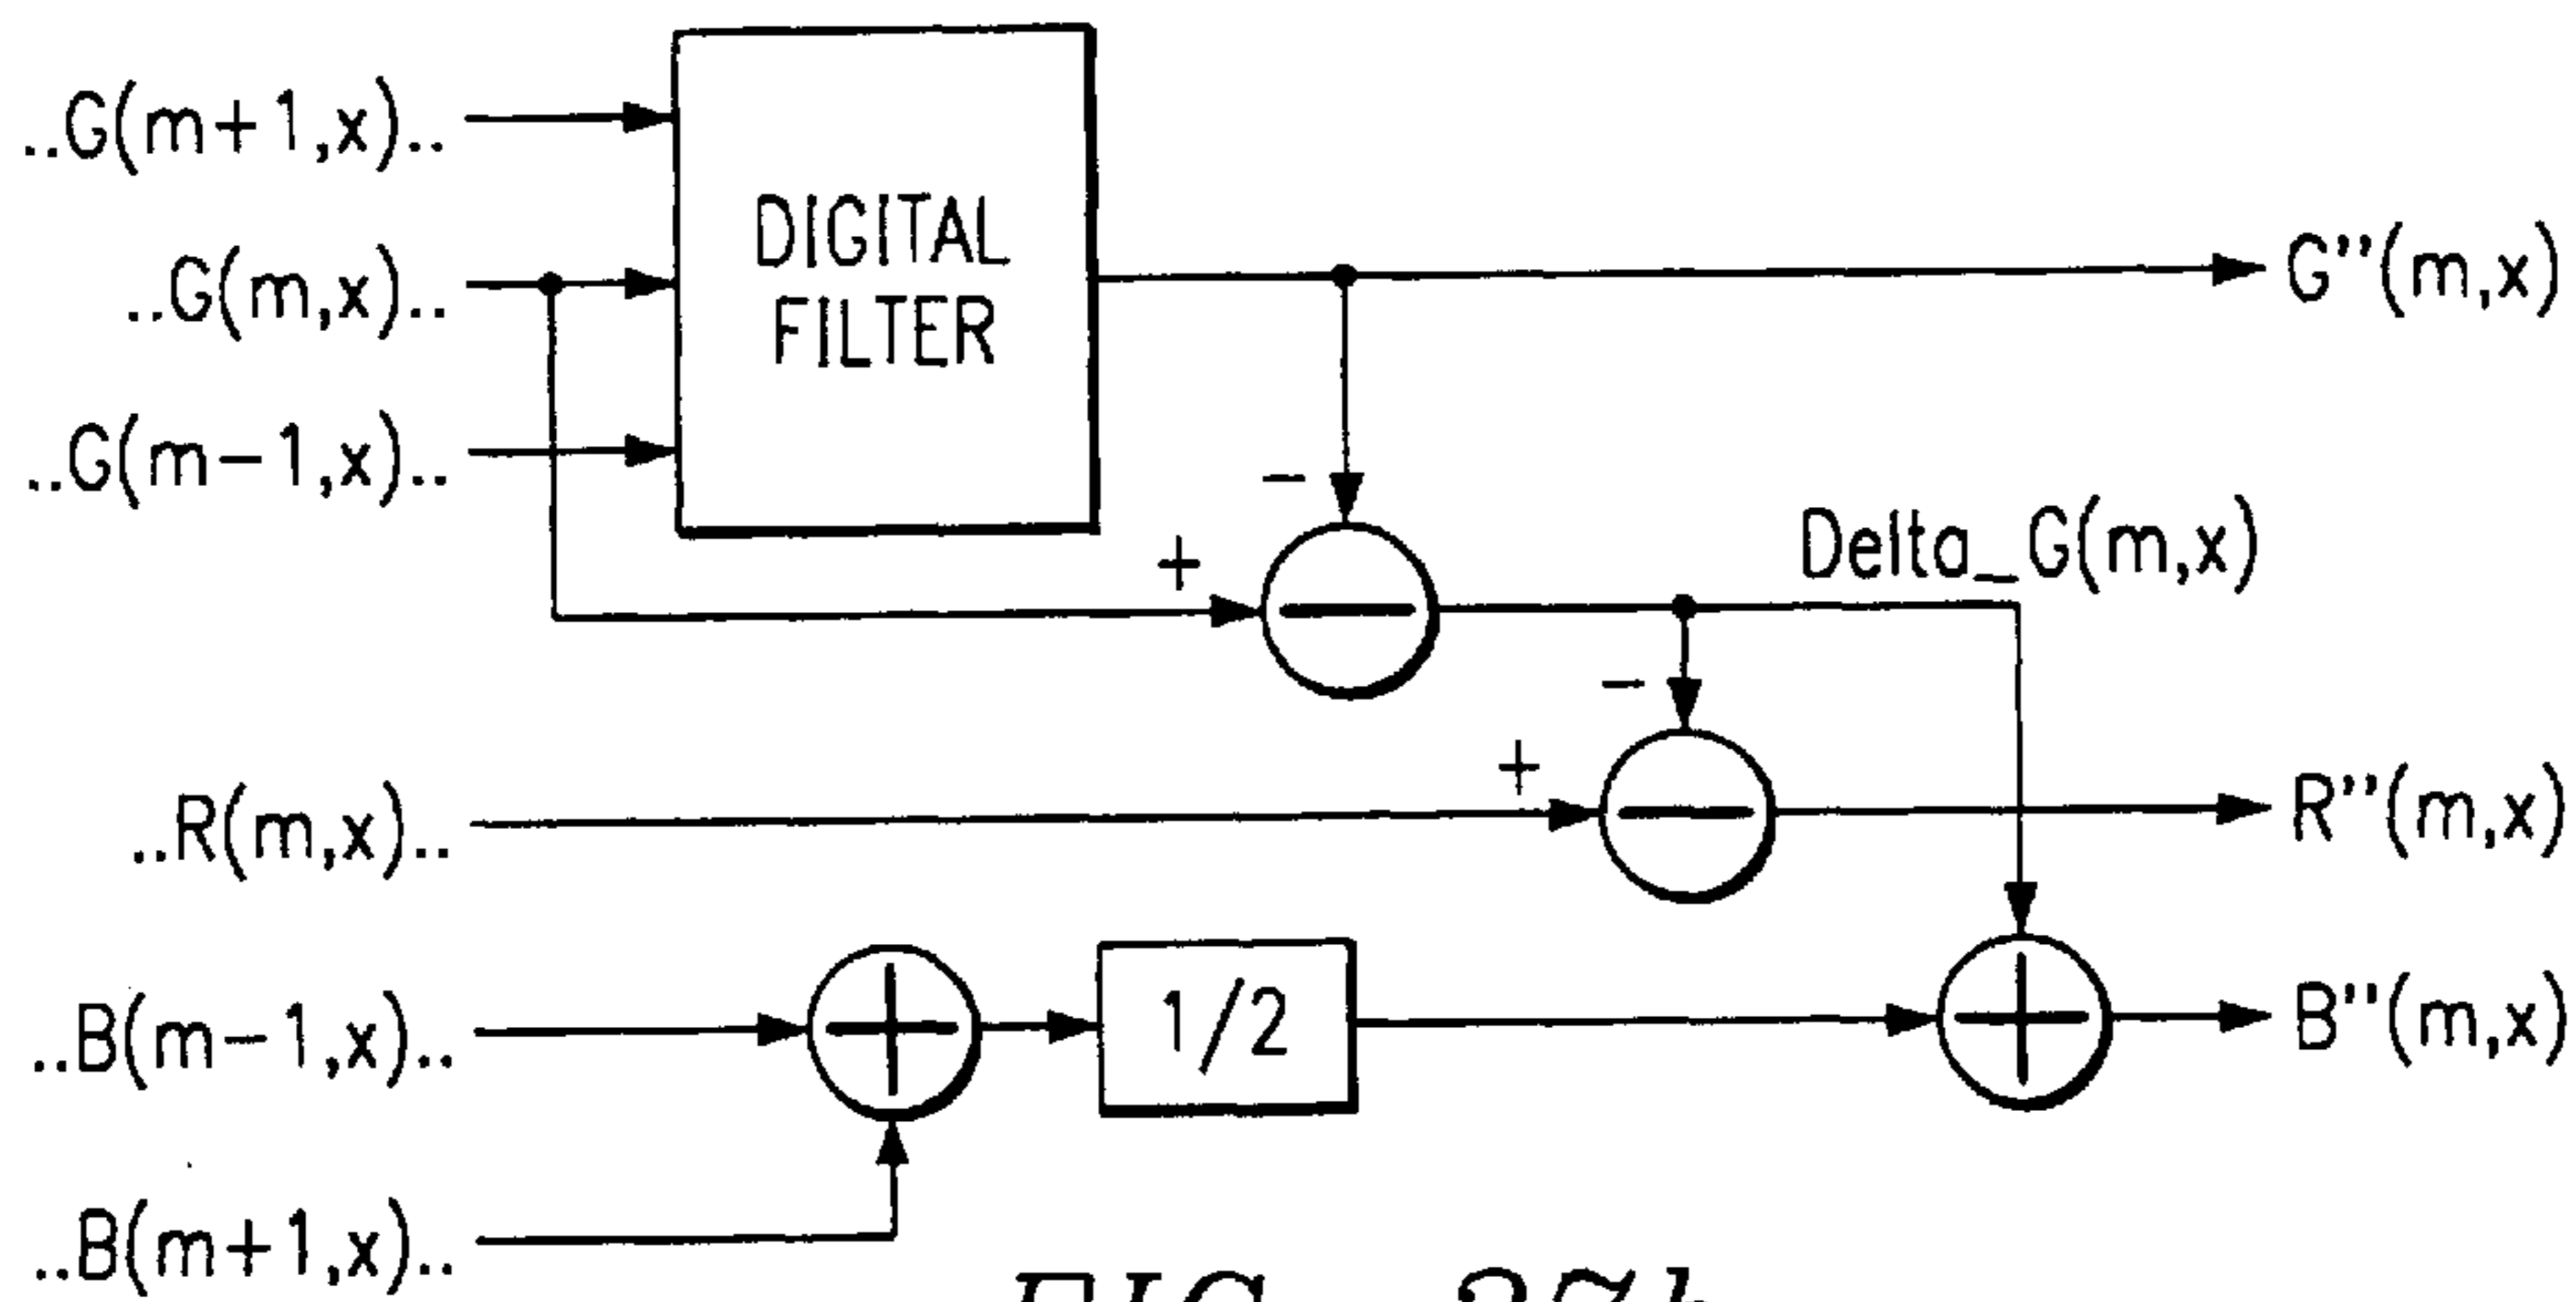 ..G(m+1,x)..
..G(m,x)..
..G(m-1,x)..
DIGITAL
FILTER
G''(m,x)
-
+
Delta_G(m,x)
-
+
..R(m,x)..
R''(m,x)
..B(m-1,x)..
1/2
B''(m,x)
..B(m+1,x)..